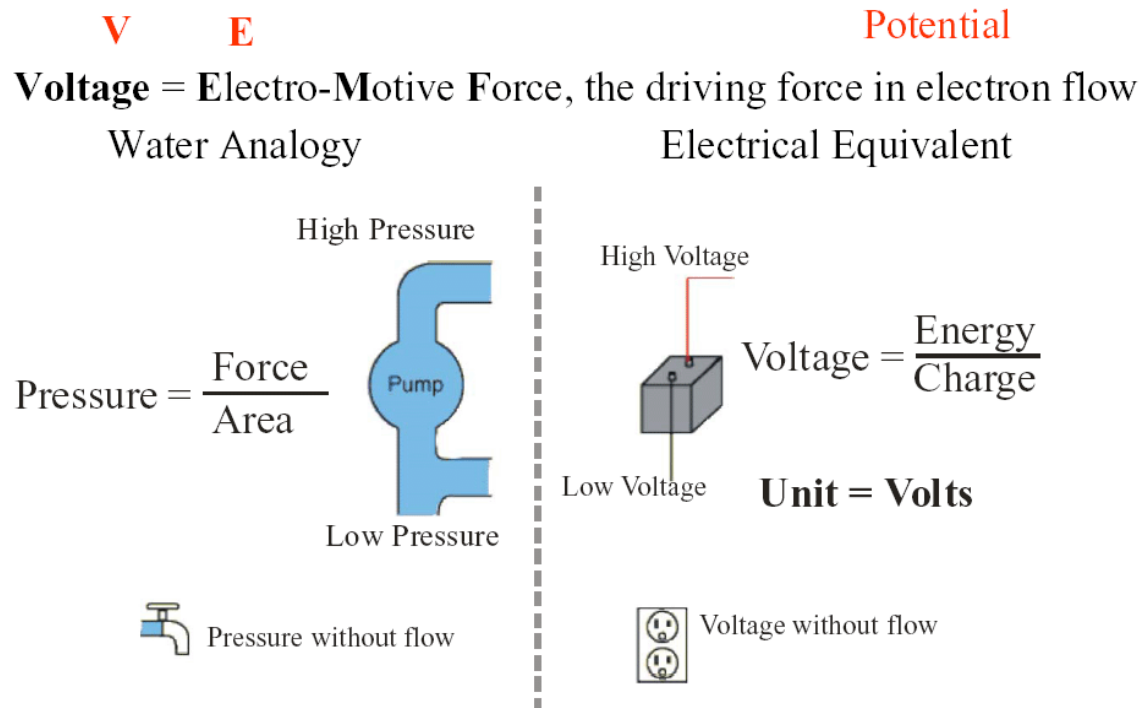 V E Potential
Voltage = Electro-Motive Force, the driving force in electron flow
Water Analogy
Electrical Equivalent
High Pressure
Pressure = Force
Area
Pump
Low Pressure
Pressure without flow
High Voltage
Voltage = Energy
Charge
Low Voltage
Unit = Volts
Voltage without flow